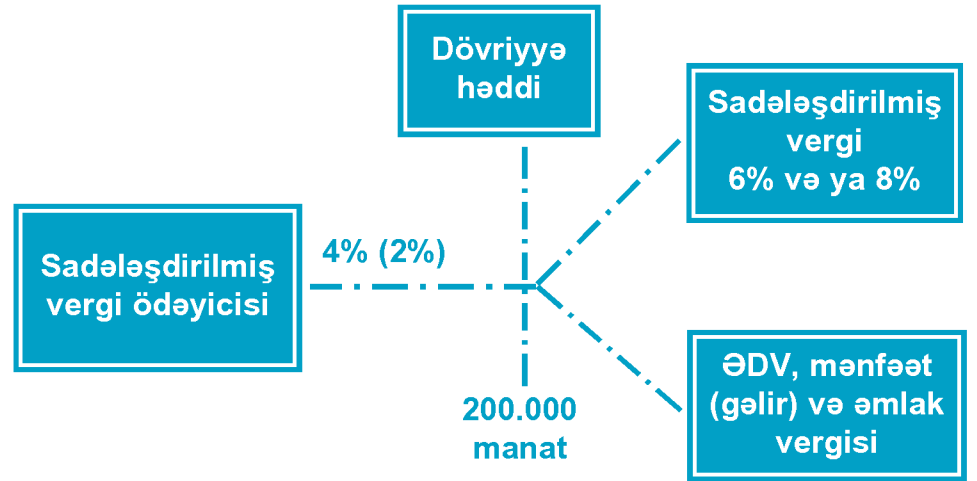 Dövriyyə
həddi
Sadələşdirilmiş
vergi
6% və ya 8%
Sadələşdirilmiş
vergi ödəyicisi
4% (2%)
200.000
manat
ƏDV, mənfəət
(gəlir) və əmlak
vergisi